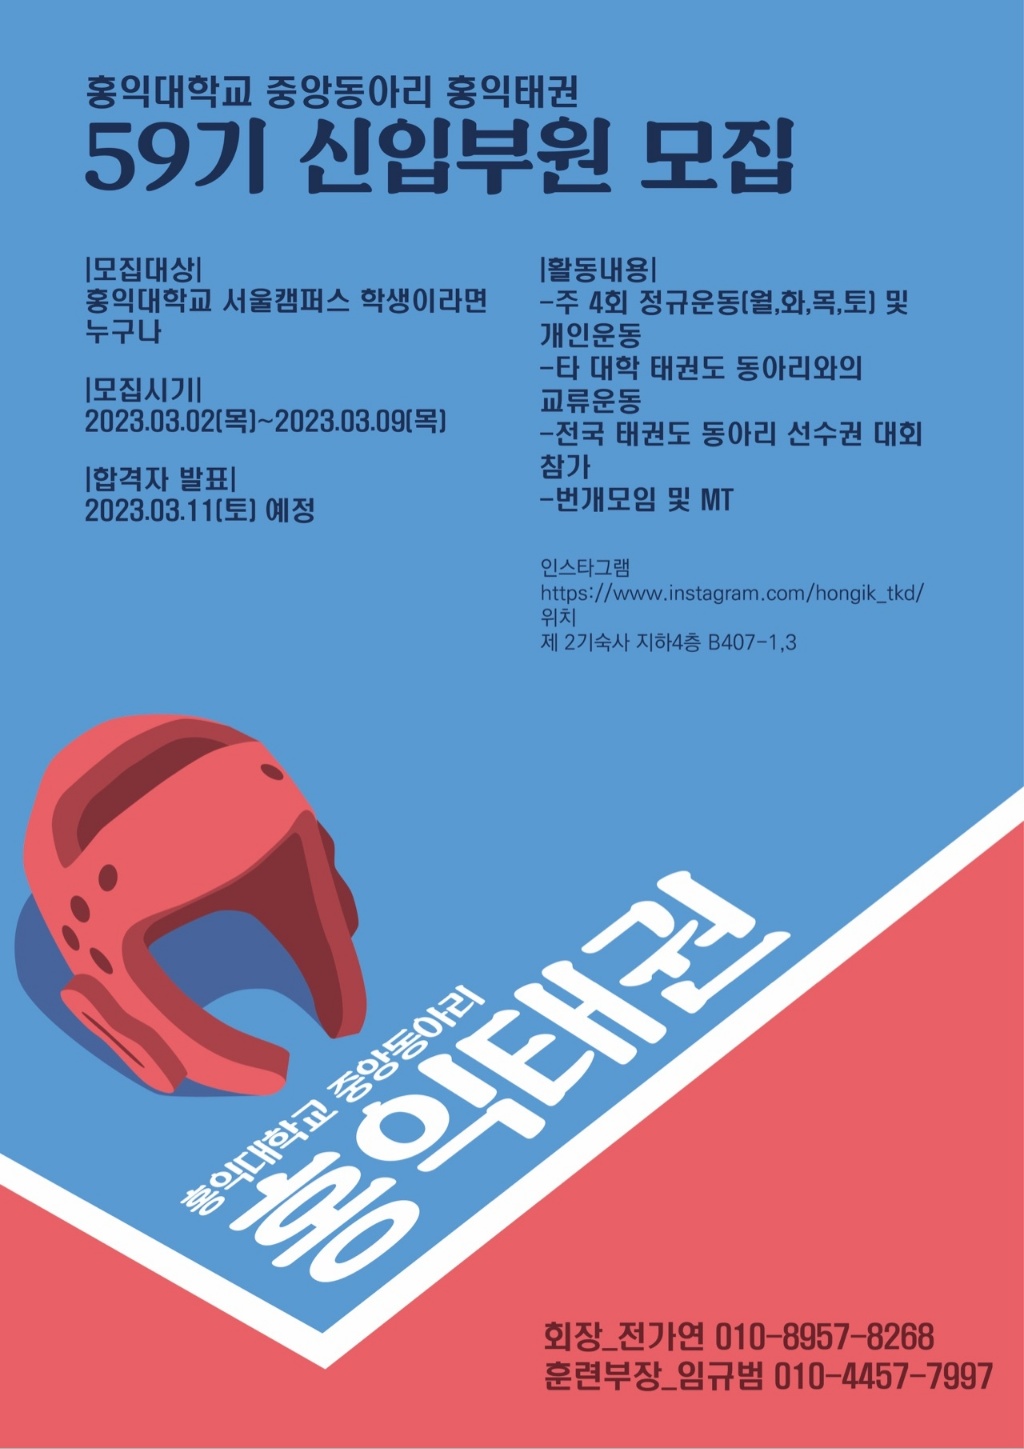 홍익대학교 중앙동아리 홍익태권
59기 신입부원 모집
|모집대상|
홍익대학교 서울캠퍼스 학생이라면
누구나
|모집시기|
2023.03.02(목)~2023.03.09(목)
|합격자 발표|
2023.03.11(토) 예정
|활동내용|
-주 4회 정규운동(월,화,목,토) 및
개인운동
-타 대학 태권도 동아리와의
교류운동
-전국 태권도 동아리 선수권 대회
참가
-번개모임 및 MT
인스타그램
https://www.instagram.com/hongik_tkd/
위치
제 2기숙사 지하4층 B407-1,3
홍익대학교 중앙동아리
홍익태권
회장_전가연 010-8957-8268
훈련부장_임규범 010-4457-7997